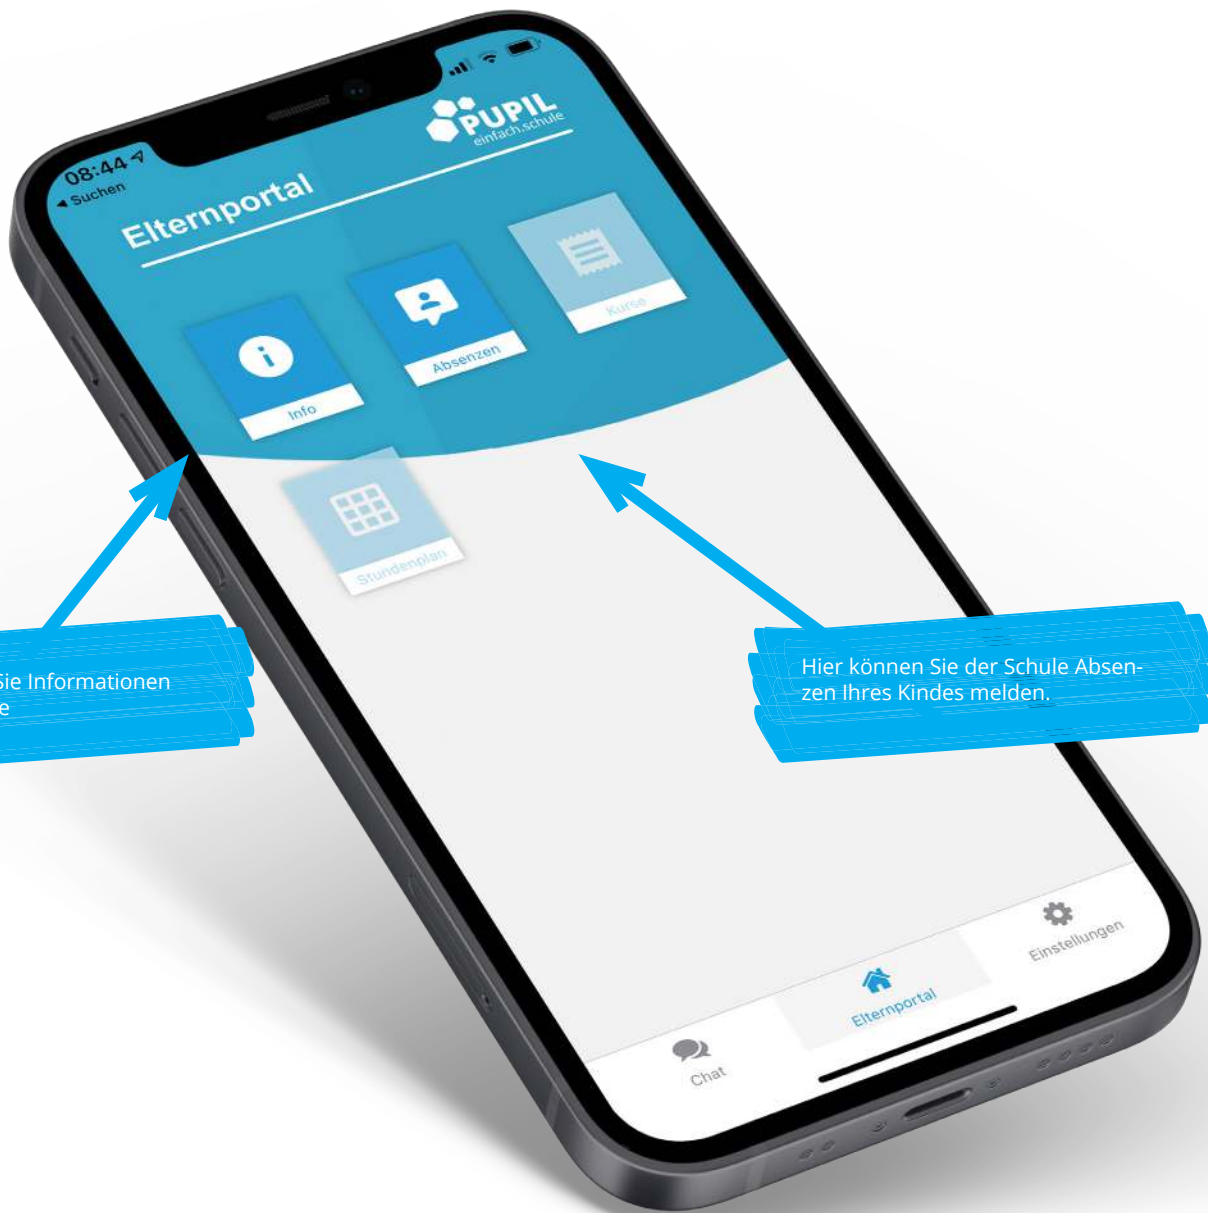 08:44
Suchen
PUPIL
einfach.schule
Elternportal
Info
Absenzen
Kurse
Stundenplan
Sie Informationen
e
Hier können Sie der Schule Absen-
zen Ihres Kindes melden.
Chat
Elternportal
Einstellungen